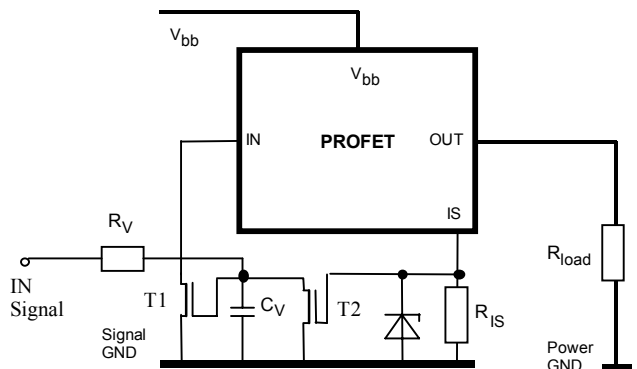 Vbb
Vbb
IN
PROFET
OUT
IS
RV
Rload
IN
Signal
T1
CV
T2
RIS
Signal
GND
Power
GND